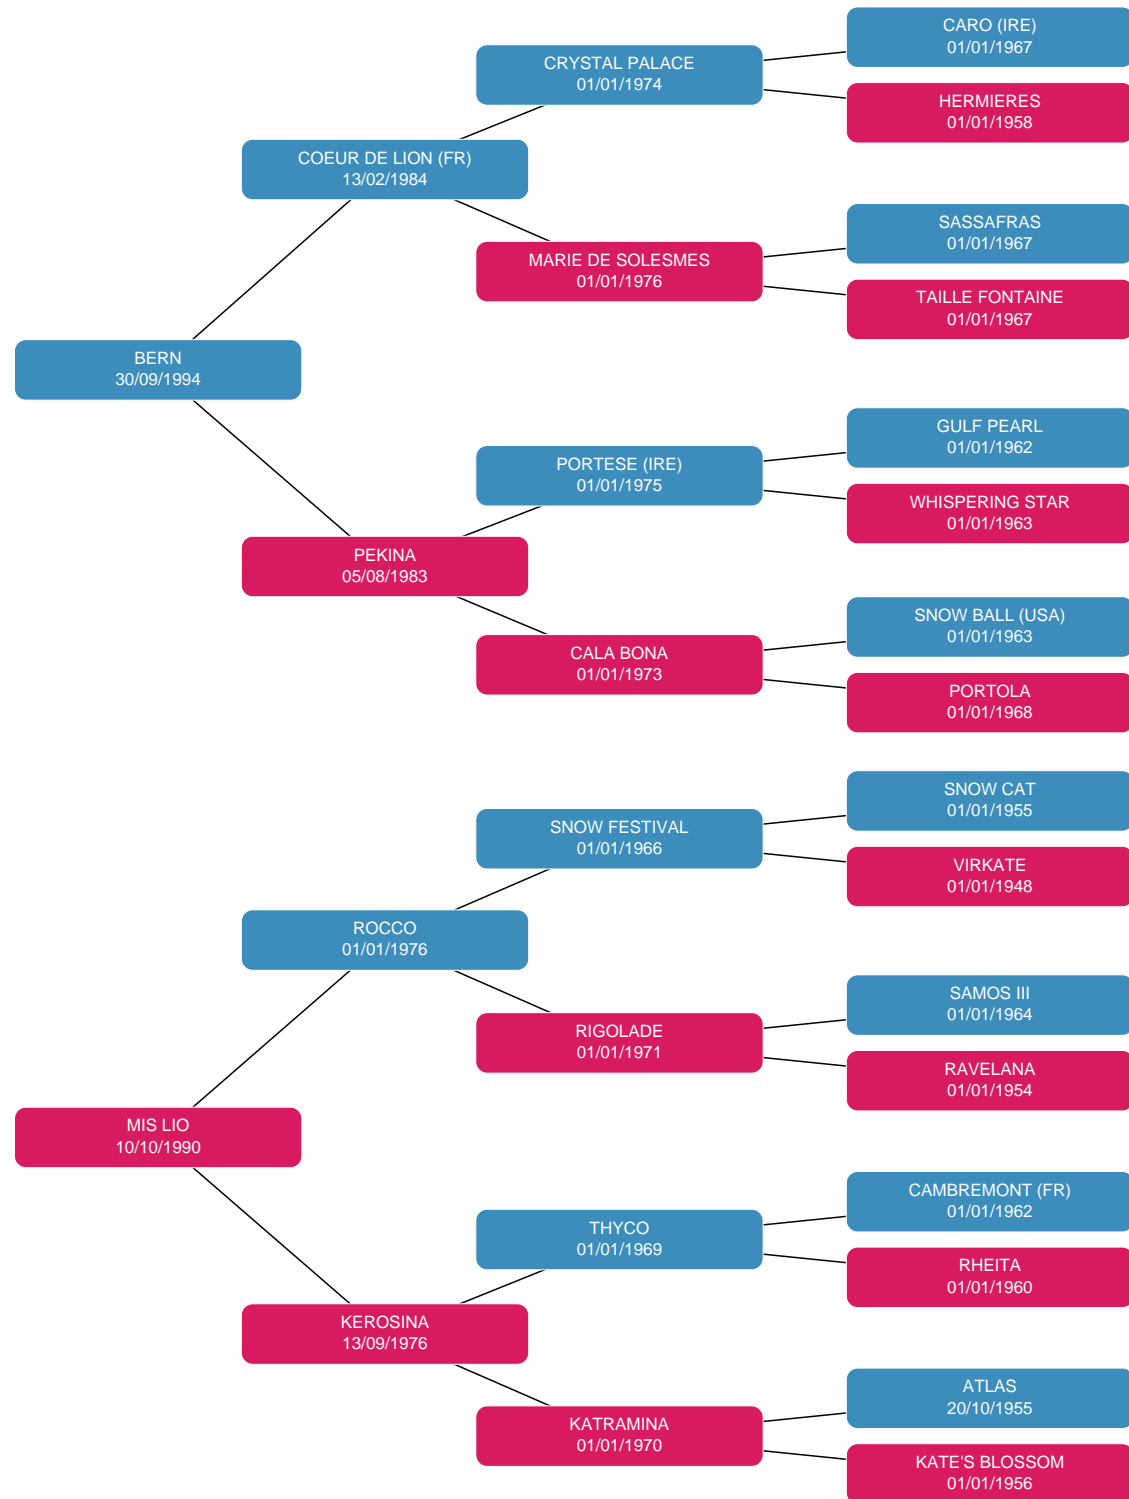 CARO (IRE)
01/01/1967
CRYSTAL PALACE
01/01/1974
HERMIERES
01/01/1958
COEUR DE LION (FR)
13/02/1984
SASSAFRAS
01/01/1967
MARIE DE SOLESMES
01/01/1976
TAILLE FONTAINE
01/01/1967
BERN
30/09/1994
GULF PEARL
01/01/1962
PORTESE (IRE)
01/01/1975
WHISPERING STAR
01/01/1963
PEKINA
05/08/1983
SNOW BALL (USA)
01/01/1963
CALA BONA
01/01/1973
PORTOLA
01/01/1968
SNOW CAT
01/01/1955
SNOW FESTIVAL
01/01/1966
VIRKATE
01/01/1948
ROCCO
01/01/1976
SAMOS III
01/01/1964
RIGOLADE
01/01/1971
RAVELANA
01/01/1954
MIS LIO
10/10/1990
CAMBREMONT (FR)
01/01/1962
THYCO
01/01/1969
RHEITA
01/01/1960
KEROSINA
13/09/1976
ATLAS
20/10/1955
KATRAMINA
01/01/1970
KATE'S BLOSSOM
01/01/1956